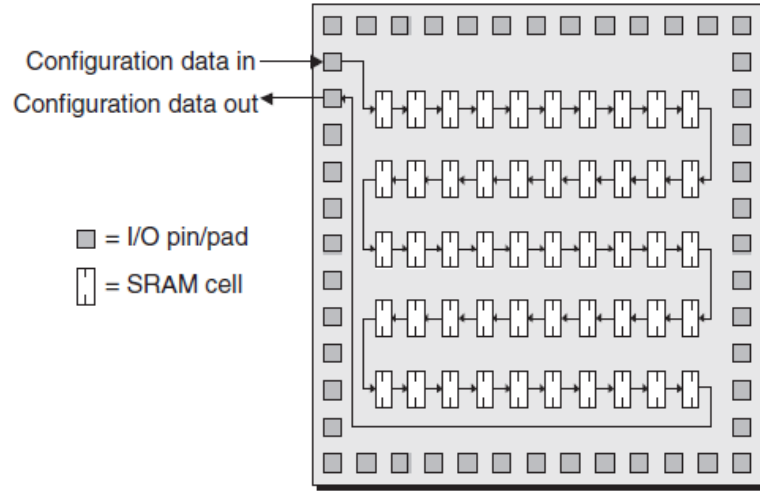 Configuration data in
Configuration data out
= I/O pin/pad
= SRAM cell